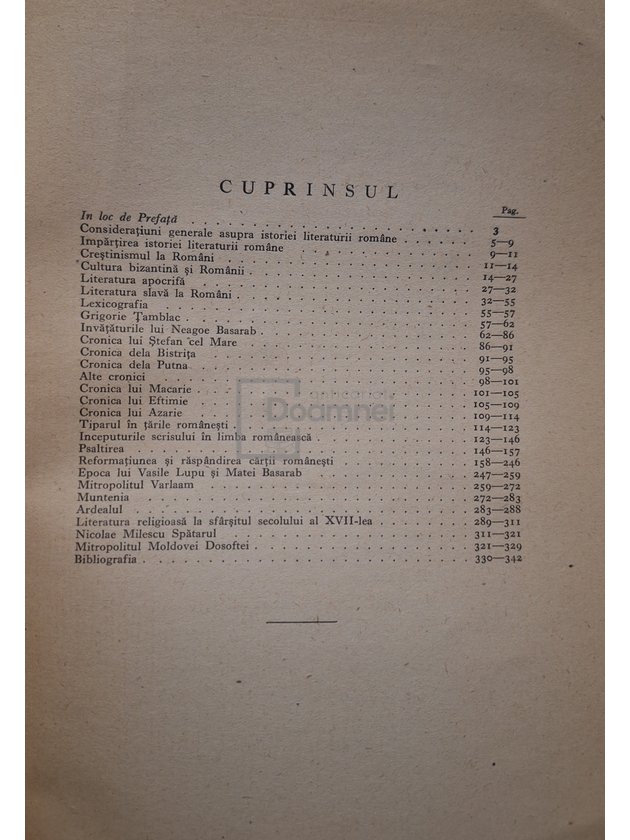 CUPRINSUL
Pag.
In loc de Prefață 3
Considerațiuni generale asupra istoriei literaturii române 5—9
Impărțirea istoriei literaturii române 9—11
Creștinismul la Români 11—14
Cultura bizantină și Românii 14—27
Literatura apocrifă 27—32
Literatura slavă la Români 32—55
Lexicografia 55—57
Grigorie Țamblac 57—62
Invățăturile lui Neagoe Basarab 62—86
Cronica lui Ștefan cel Mare 86—91
Cronica dela Bistrița 91—95
Cronica dela Putna 95—98
Alte cronici 98—101
Cronica lui Macarie 101—105
Cronica lui Eftimie 105—109
Cronica lui Azarie 109—114
Tiparul în țările românești 114—123
Inceputurile scrisului în limba românească 123—146
Psaltirea 146—157
Reformațiunea și răspândirea cărții românești 158—246
Epoca lui Vasile Lupu și Matei Basarab 247—259
Mitropolitul Varlaam 259—272
Muntenia 272—283
Ardealul 283—288
Literatura religioasă la sfârșitul secolului al XVII-lea 289—311
Nicolae Milescu Spătarul 311—321
Mitropolitul Moldovei Dosoftei 321—329
Bibliografia 330—342